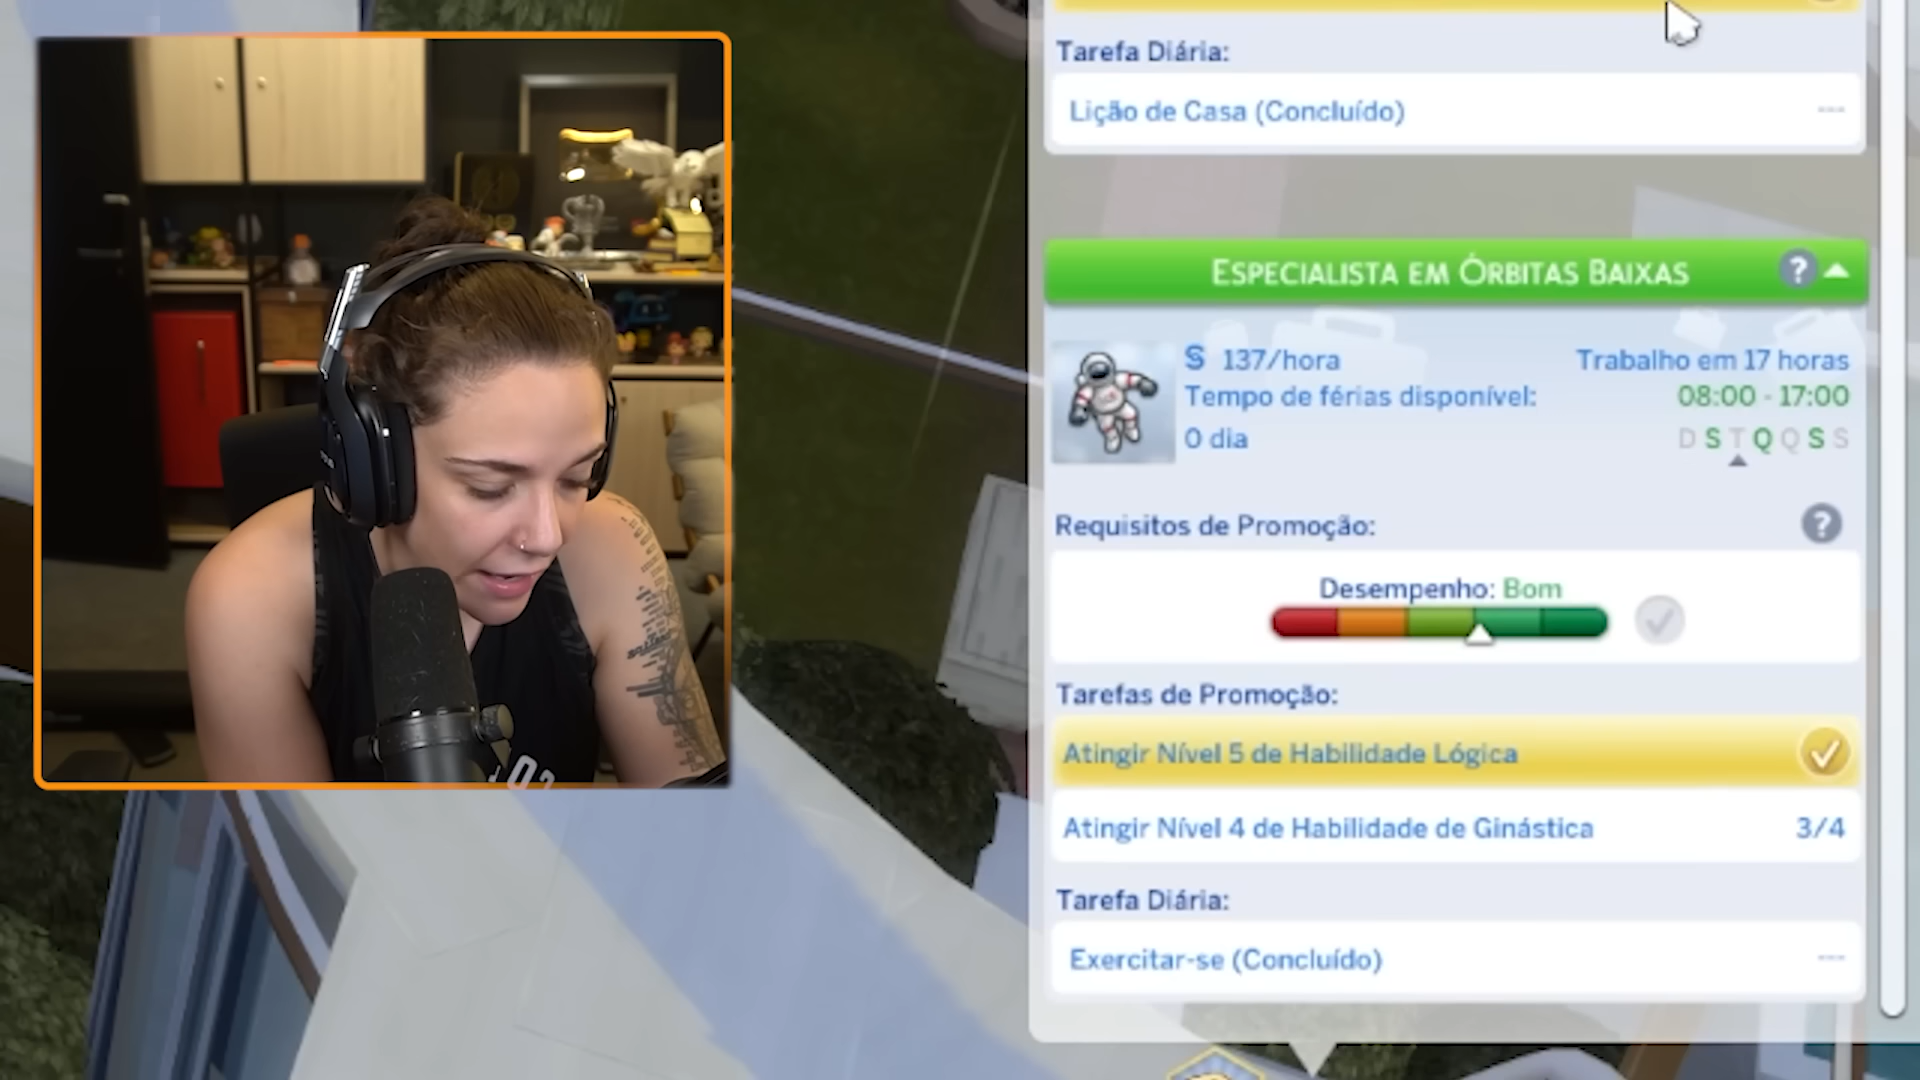 Tarefa Diária:
Lição de Casa (Concluído) ---
ESPECIALISTA EM ÓRBITAS BAIXAS ?
137/hora Trabalho em 17 horas
Tempo de férias disponível: 08:00 - 17:00
0 dia D S T Q Q S S
Requisitos de Promoção: ?
Desempenho: Bom
Tarefas de Promoção:
Atingir Nível 5 de Habilidade Lógica
Atingir Nível 4 de Habilidade de Ginástica 3/4
Tarefa Diária:
Exercitar-se (Concluído) ---